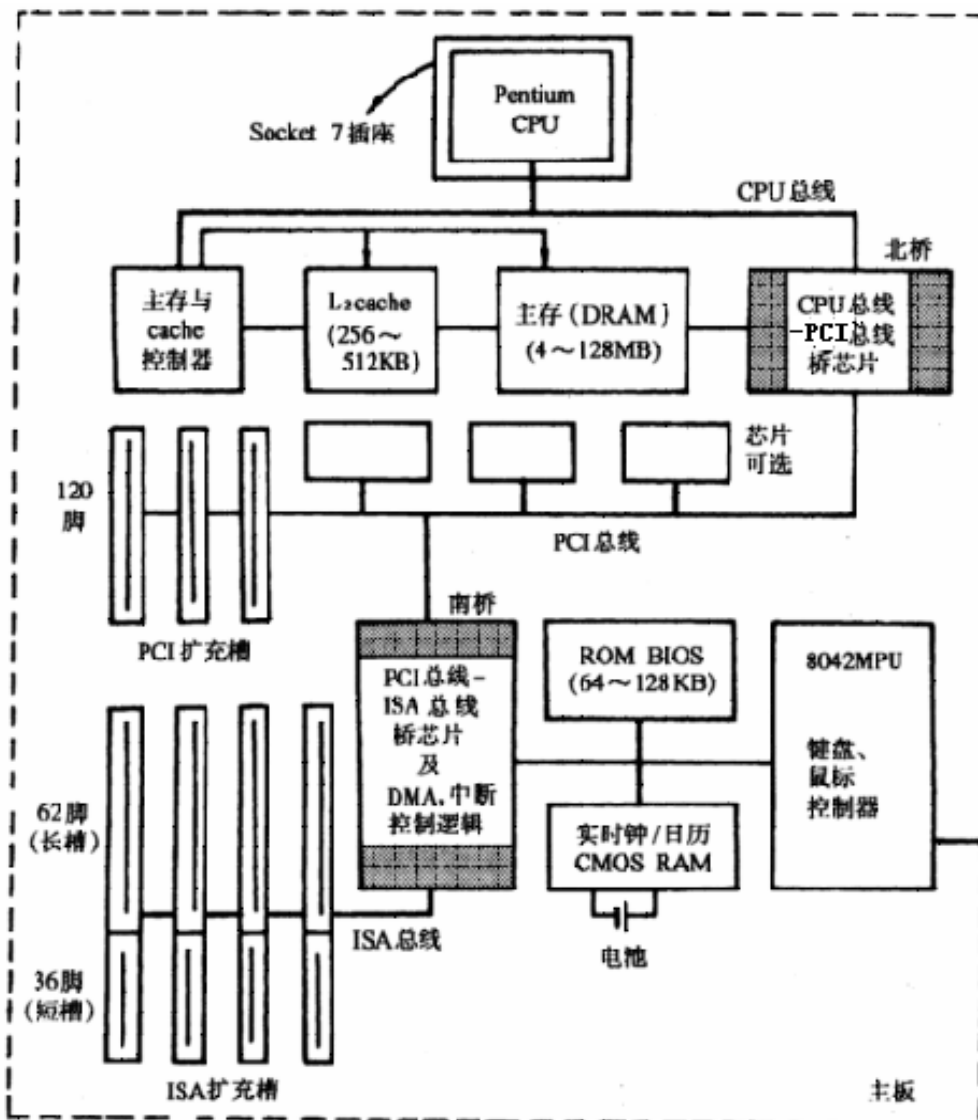 Pentium
CPU
Socket 7插座
CPU总线
北桥
主存与
cache
控制器
L₂cache
(256～
512KB)
主存(DRAM)
(4～128MB)
CPU总线
-PCI总线
桥芯片
芯片
可选
120
脚
PCI总线
PCI扩充槽
南桥
PCI总线-
ISA总线
桥芯片
及
DMA,中断
控制逻辑
ROM BIOS
(64～128KB)
8042MPU
键盘、
鼠标
控制器
实时钟/日历
CMOS RAM
电池
62脚
(长槽)
ISA总线
36脚
(短槽)
ISA扩充槽
主板